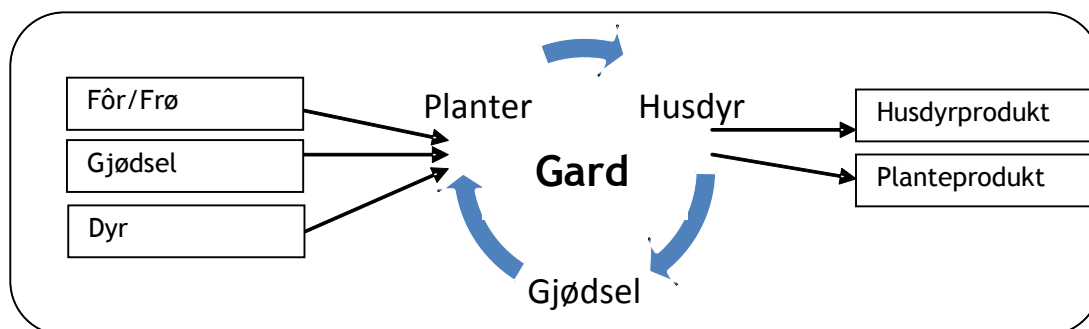 Fôr/Frø
Gjødsel
Dyr
Planter
Husdyr
Gard
Gjødsel
Husdyrprodukt
Planteprodukt